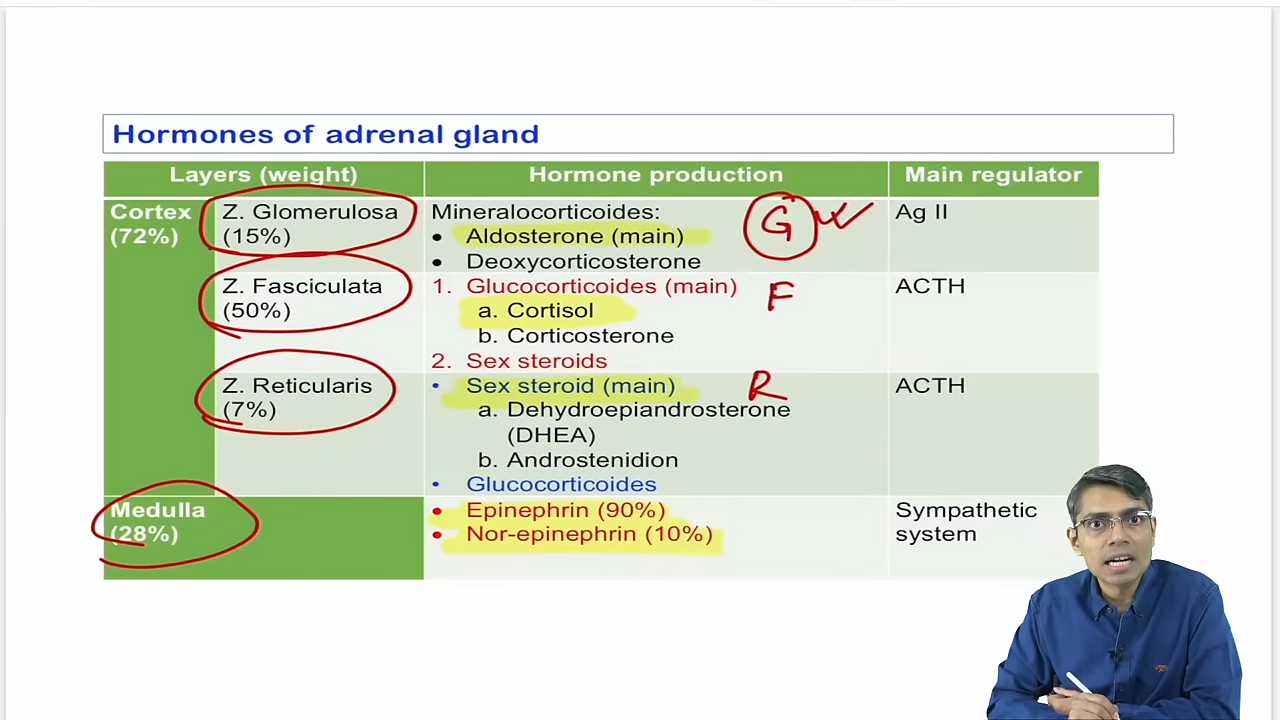 Hormones of adrenal gland
Layers (weight) Hormone production Main regulator
Cortex
(72%)
Z. Glomerulosa
(15%)
Mineralocorticoides:
• Aldosterone (main)
• Deoxycorticosterone
G
Ag II
Z. Fasciculata
(50%)
1. Glucocorticoides (main)
a. Cortisol
b. Corticosterone
2. Sex steroids
F
ACTH
Z. Reticularis
(7%)
• Sex steroid (main)
a. Dehydroepiandrosterone
(DHEA)
b. Androstenidion
• Glucocorticoides
R
ACTH
Medulla
(28%)
• Epinephrin (90%)
• Nor-epinephrin (10%)
Sympathetic
system